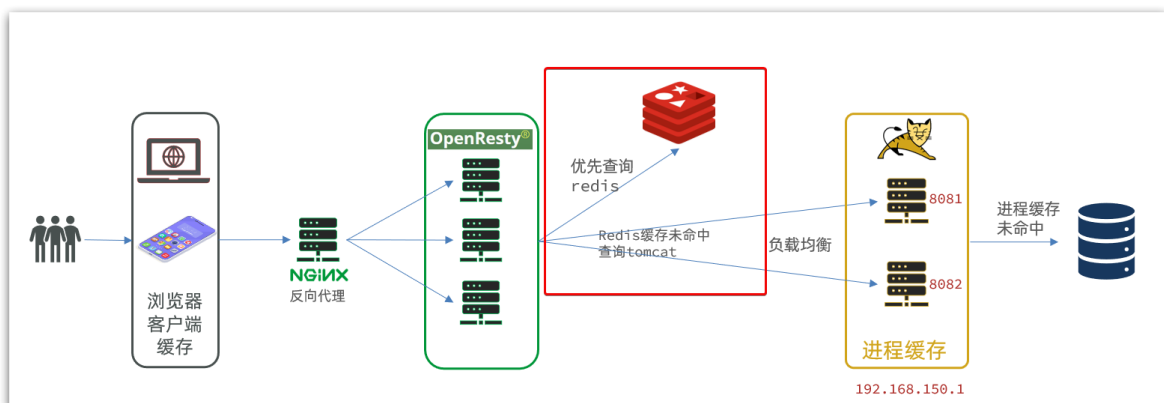 浏览器
客户端
缓存
NGiNX
反向代理
OpenResty®
优先查询
redis
Redis缓存未命中
查询tomcat
负载均衡
8081
8082
进程缓存
192.168.150.1
进程缓存
未命中